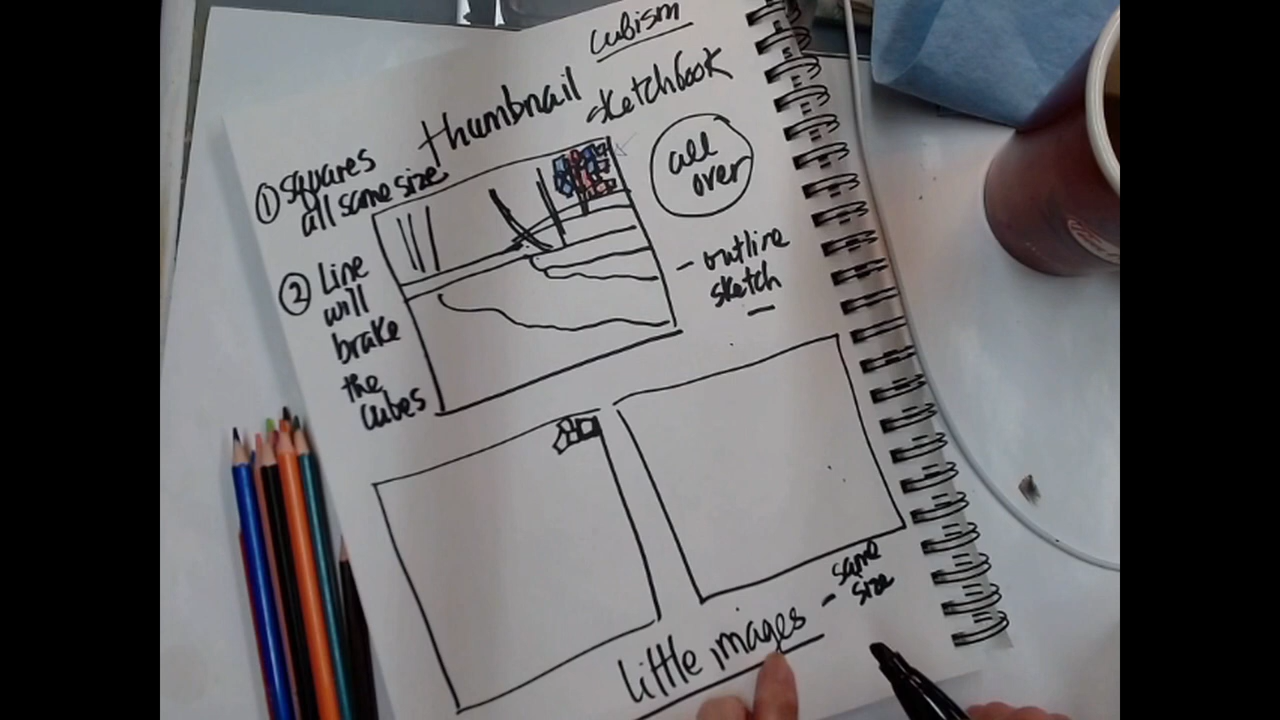 cubism
thumbnail sketchbook
① squares
all same size
② Line
will
brake
the
cubes
all
over
- outline
sketch
little images - same
size